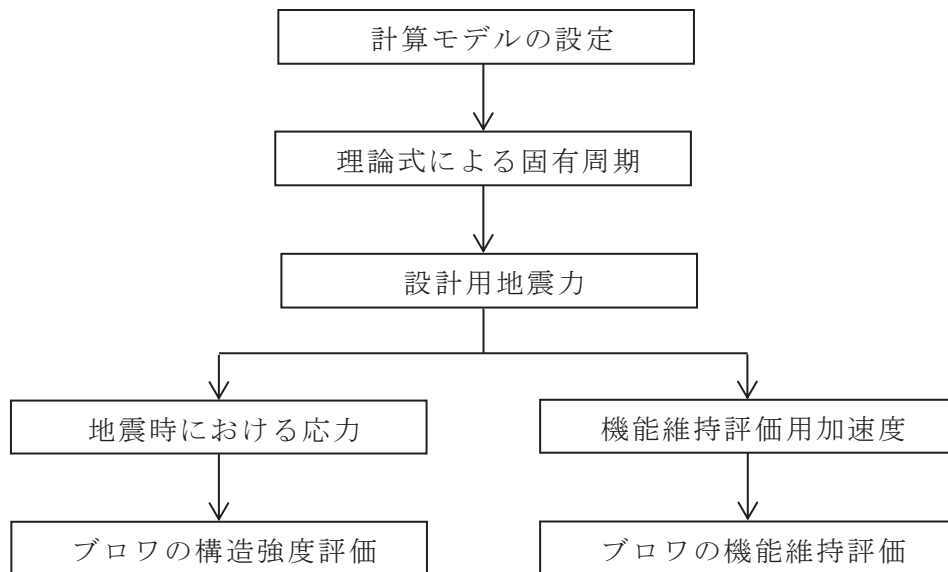 計算モデルの設定
理論式による固有周期
設計用地震力
地震時における応力
機能維持評価用加速度
ブロワの構造強度評価
ブロワの機能維持評価